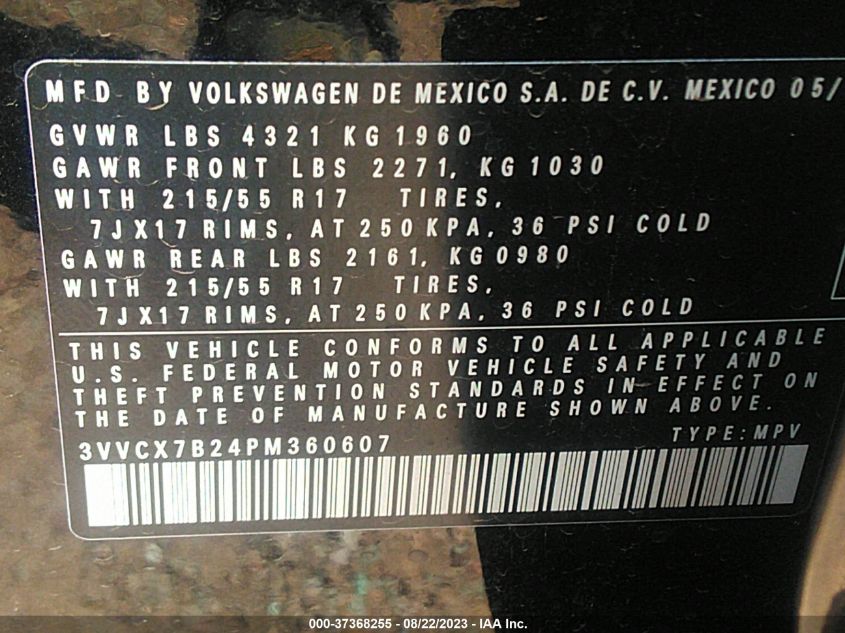 MFD BY VOLKSWAGEN DE MEXICO S.A. DE C.V. MEXICO 05/
GVWR LBS 4321 KG 1960
GAWR FRONT LBS 2271, KG 1030
WITH 215/55 R17 TIRES,
7JX17 RIMS, AT 250 KPA, 36 PSI COLD
GAWR REAR LBS 2161, KG 0980
WITH 215/55 R17 TIRES,
7JX17 RIMS, AT 250 KPA, 36 PSI COLD
THIS VEHICLE CONFORMS TO ALL APPLICABLE
U.S. FEDERAL MOTOR VEHICLE SAFETY AND
THEFT PREVENTION STANDARDS IN EFFECT ON
THE DATE OF MANUFACTURE SHOWN ABOVE.
3VVCX7B24PM360607 TYPE: MPV
000-37368255 - 08/22/2023 - IAA Inc.